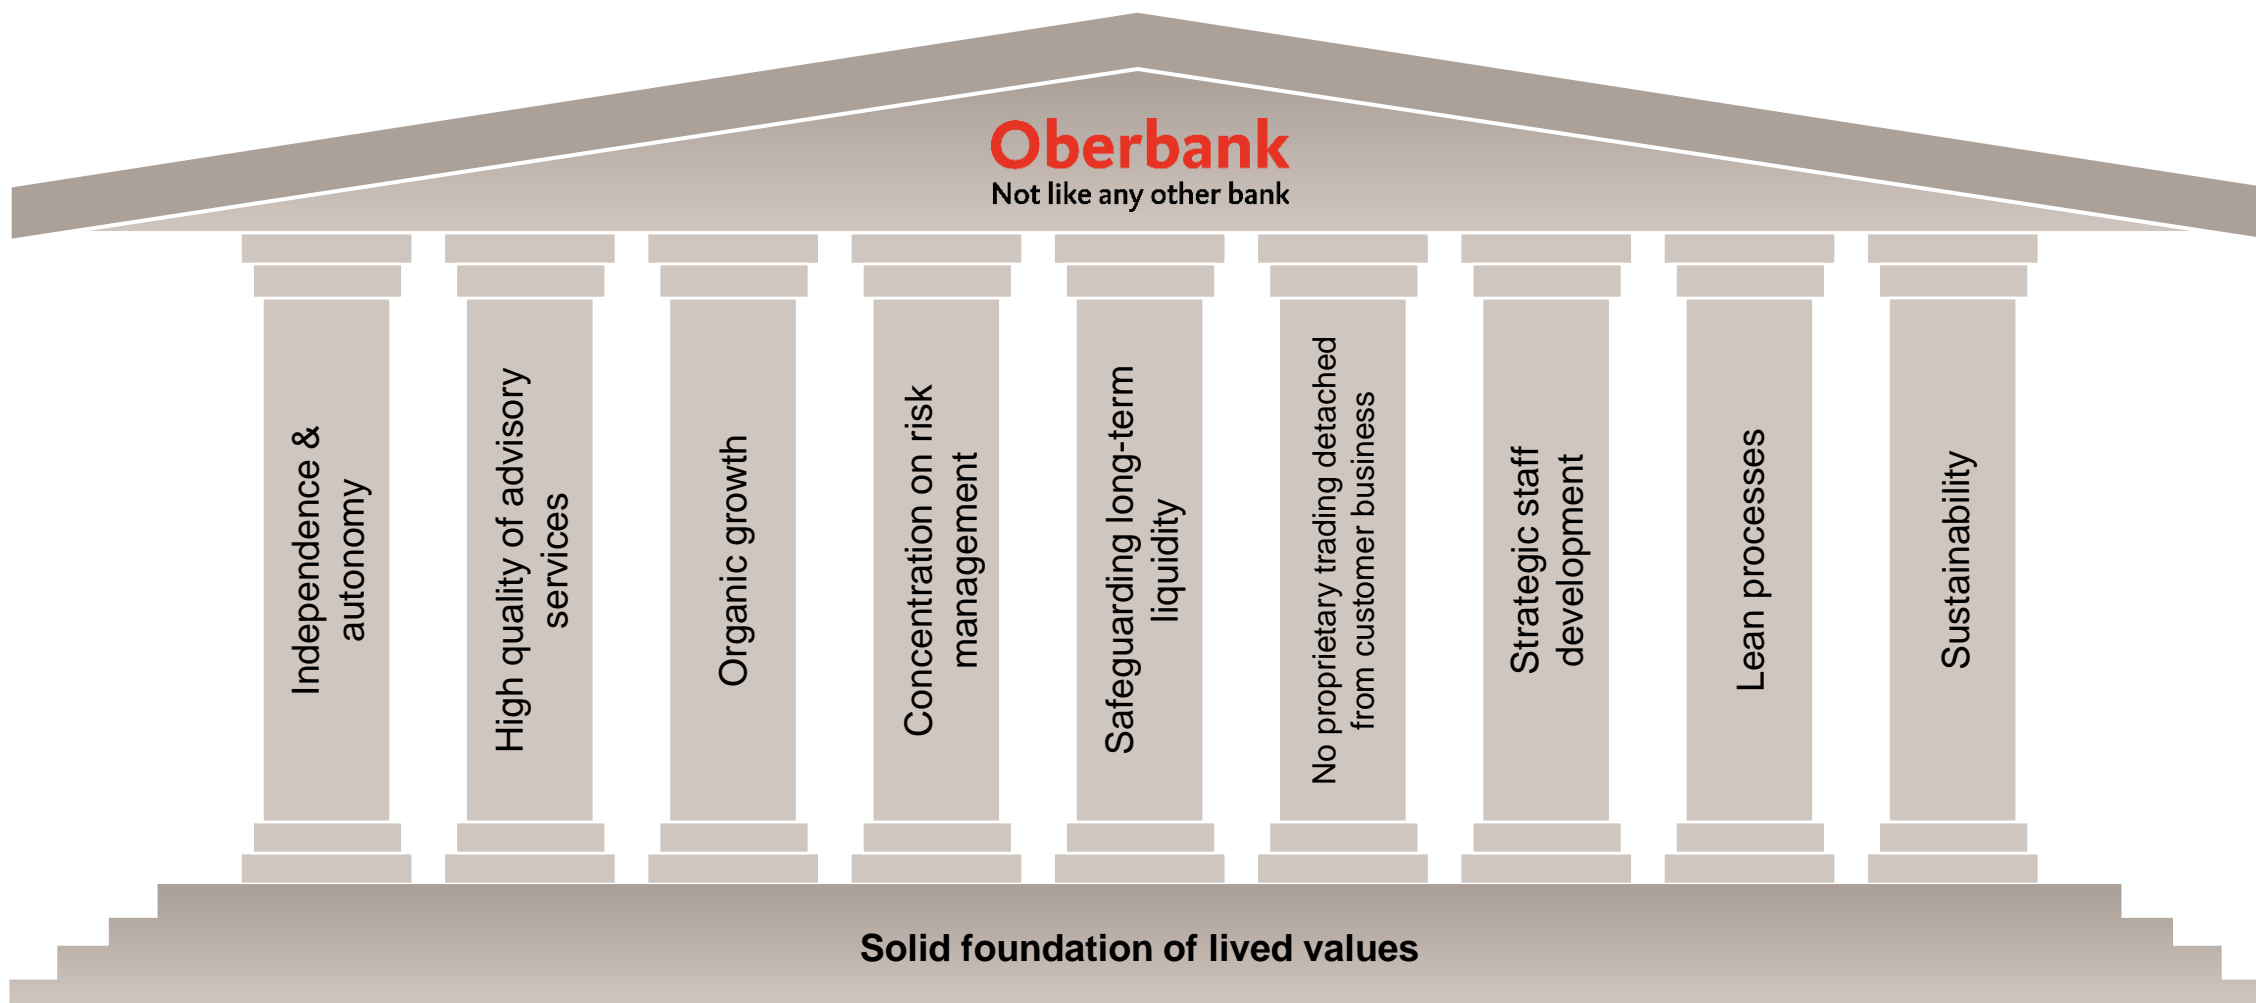 Oberbank
Not like any other bank
Independence &
autonomy
High quality of advisory
services
Organic growth
Concentration on risk
management
Safeguarding long-term
liquidity
No proprietary trading detached
from customer business
Strategic staff
development
Lean processes
Sustainability
Solid foundation of lived values